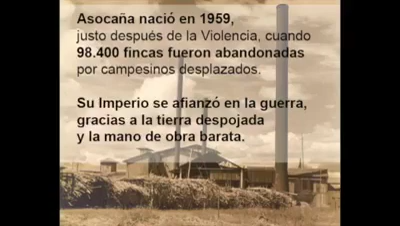 Asocaña nació en 1959,
justo después de la Violencia, cuando
98.400 fincas fueron abandonadas
por campesinos desplazados.
Su Imperio se afianzó en la guerra,
gracias a la tierra despojada
y la mano de obra barata.